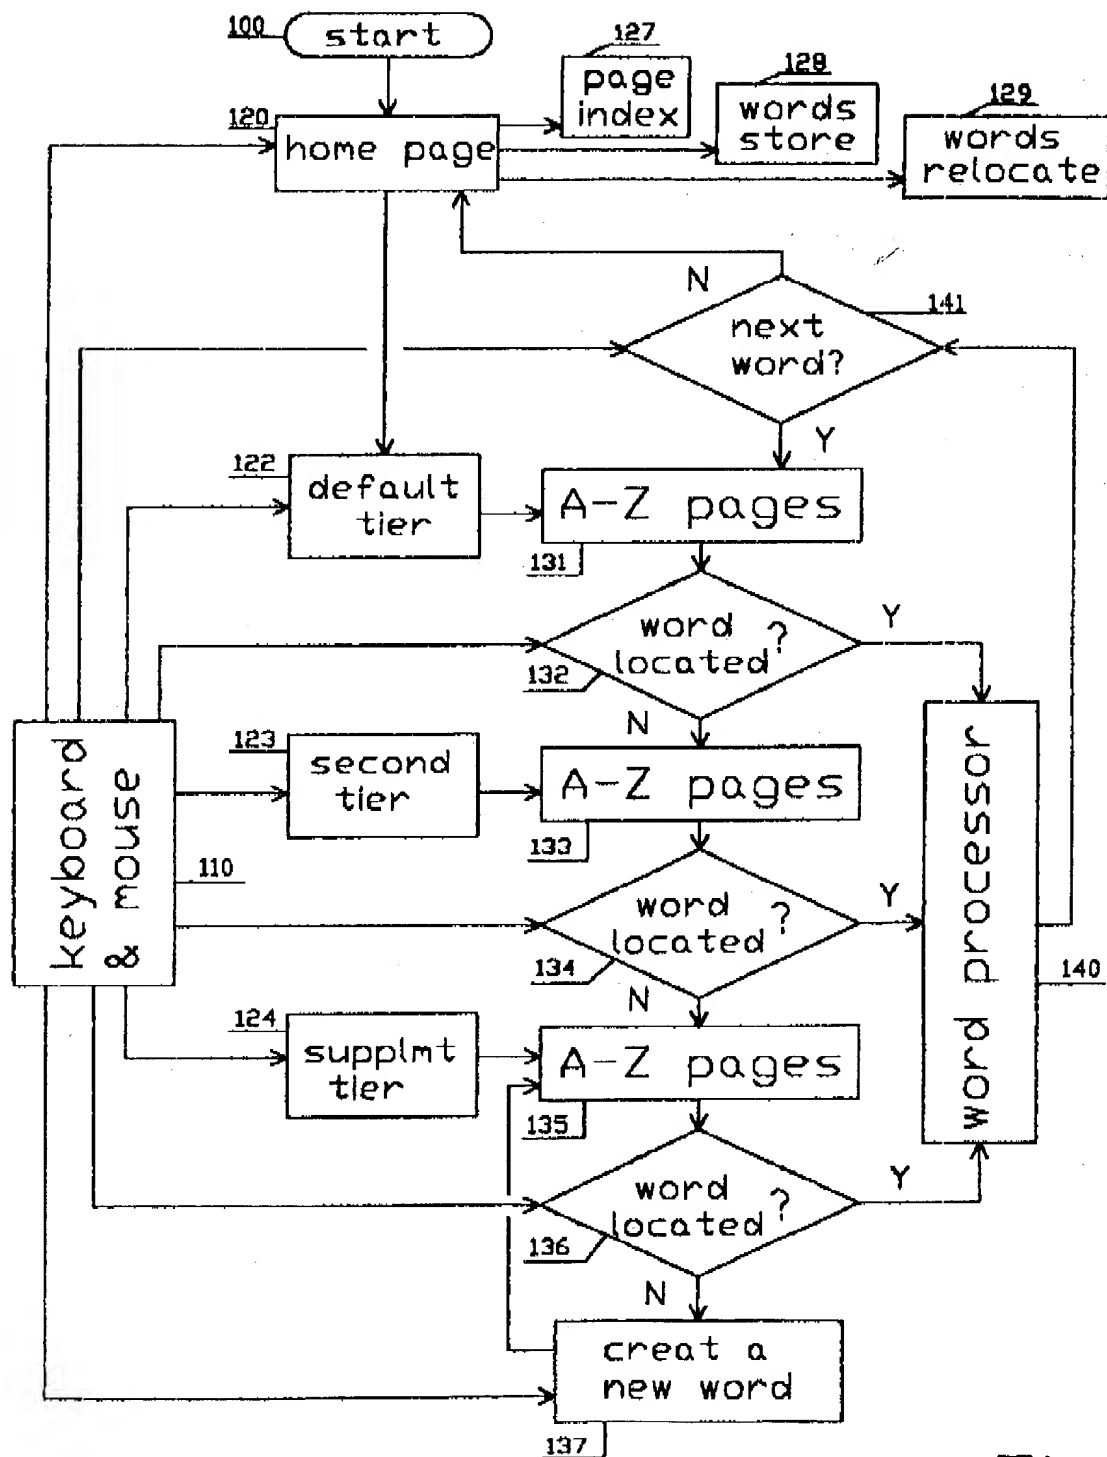 100
start
127
page
index
128
words
store
129
words
relocate
120
home page
N
141
next
word?
Y
122
default
tier
A-Z pages
131
word
located?
132
Y
N
123
second
tier
A-Z pages
133
keyboard
& mouse
110
word
located?
134
Y
N
word processor
140
124
supplmt
tier
A-Z pages
135
word
located?
136
Y
N
creat a
new word
137